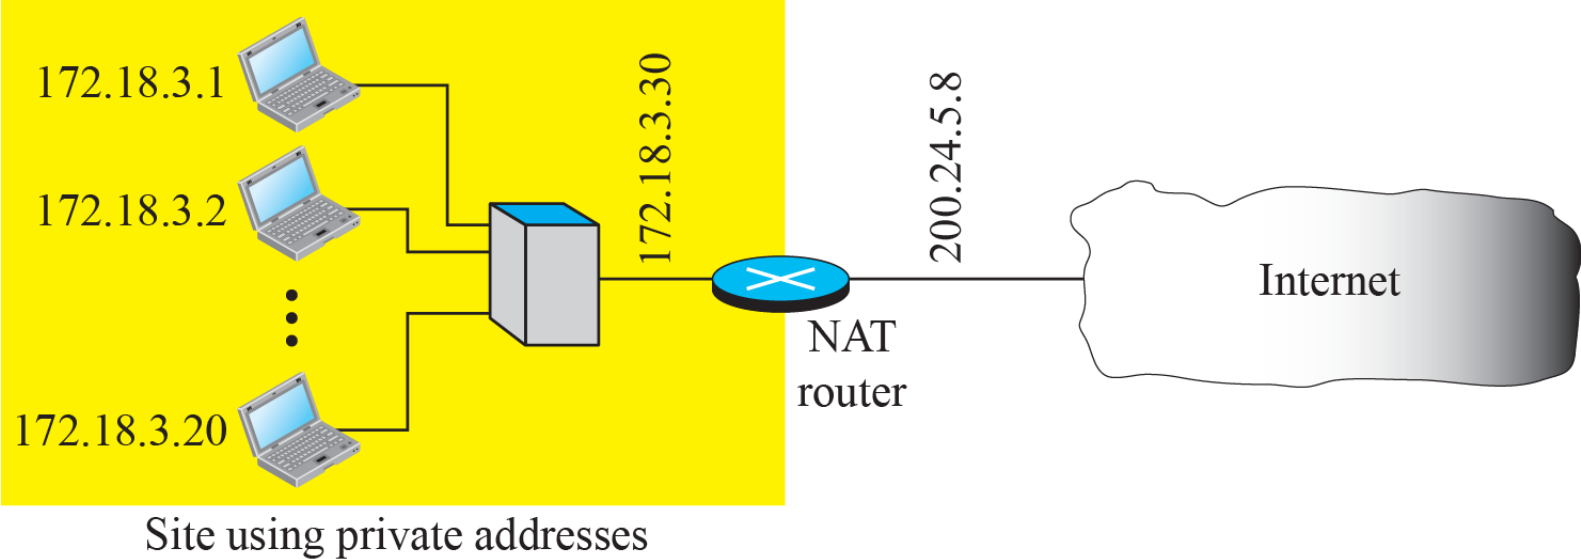 172.18.3.1
172.18.3.2
172.18.3.20
172.18.3.30
200.24.5.8
NAT
router
Internet
Site using private addresses